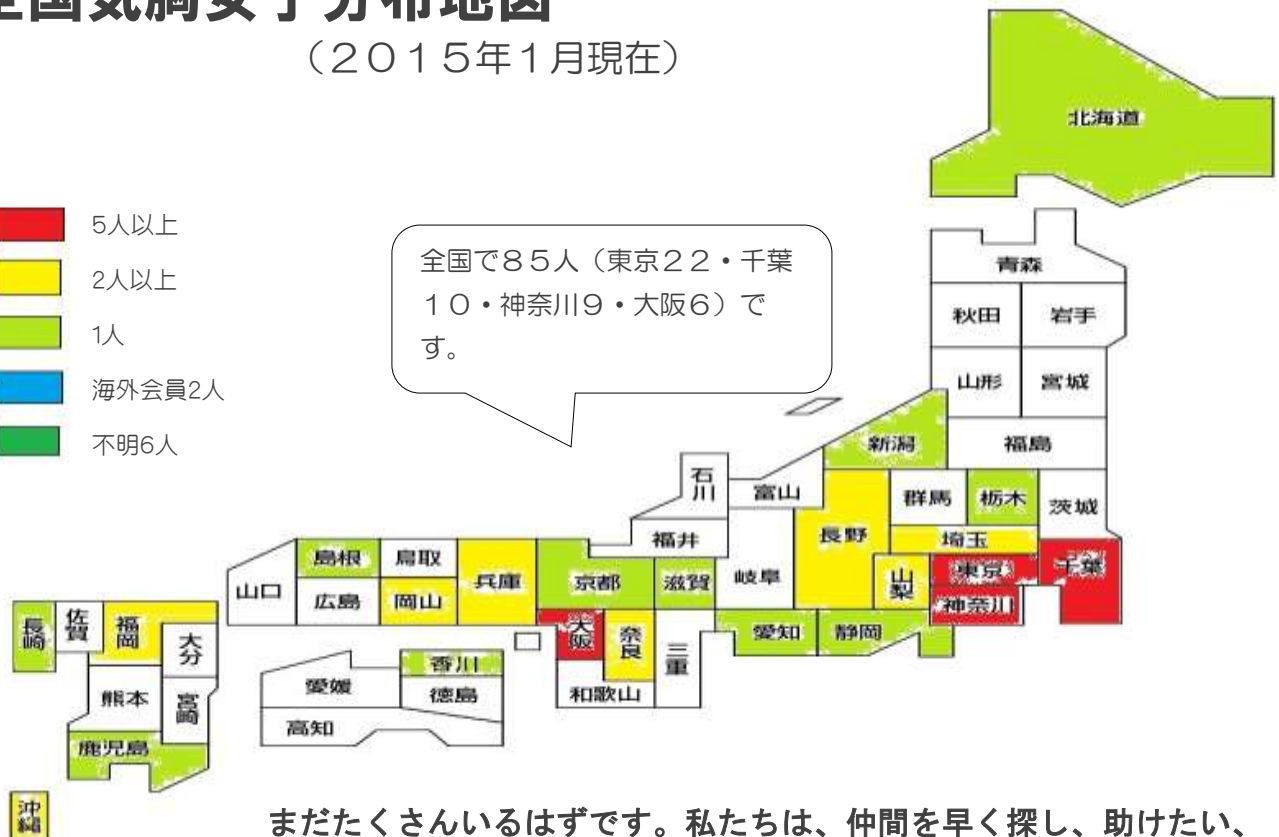 全国気胸女子分布地図
（２０１５年１月現在）
北海道
5人以上
2人以上
1人
海外会員2人
不明6人
全国で８５人（東京２２・千葉
１０・神奈川９・大阪６）で
す。
青森
秋田
岩手
山形
宮城
新潟
福島
石川
富山
群馬
栃木
茨城
福井
長野
埼玉
山口
島根
鳥取
兵庫
京都
滋賀
岐阜
山梨
東京
千葉
広島
岡山
神奈川
長崎
佐賀
福岡
大分
大阪
奈良
三重
愛知
静岡
香川
愛媛
徳島
和歌山
熊本
宮崎
高知
鹿児島
沖縄
まだたくさんいるはずです。私たちは、仲間を早く探し、助けたい、